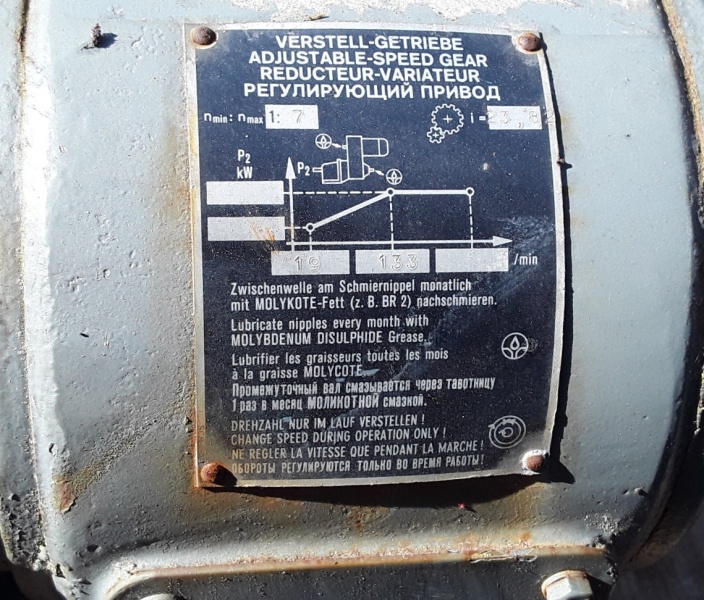 VERSTELL-GETRIEBE
ADJUSTABLE-SPEED GEAR
REDUCTEUR-VARIATEUR
РЕГУЛИРУЮЩИЙ ПРИВОД
nmin: nmax 1: 7 i = 23,82
P2
kW
P2
19 133 /min
Zwischenwelle am Schmiernippel monatlich
mit MOLYKOTE-Fett (z. B. BR 2) nachschmieren.
Lubricate nipples every month with
MOLYBDENUM DISULPHIDE Grease.
Lubrifier les graisseurs toutes les mois
à la graisse MOLYCOTE
Промежуточный вал смазывается через тавотницу
1 раз в месяц МОЛИКОТНОЙ смазкой.
DREHZAHL NUR IM LAUF VERSTELLEN!
CHANGE SPEED DURING OPERATION ONLY!
NE REGLER LA VITESSE QUE PENDANT LA MARCHE!
ОБОРОТЫ РЕГУЛИРУЮТСЯ ТОЛЬКО ВО ВРЕМЯ РАБОТЫ!